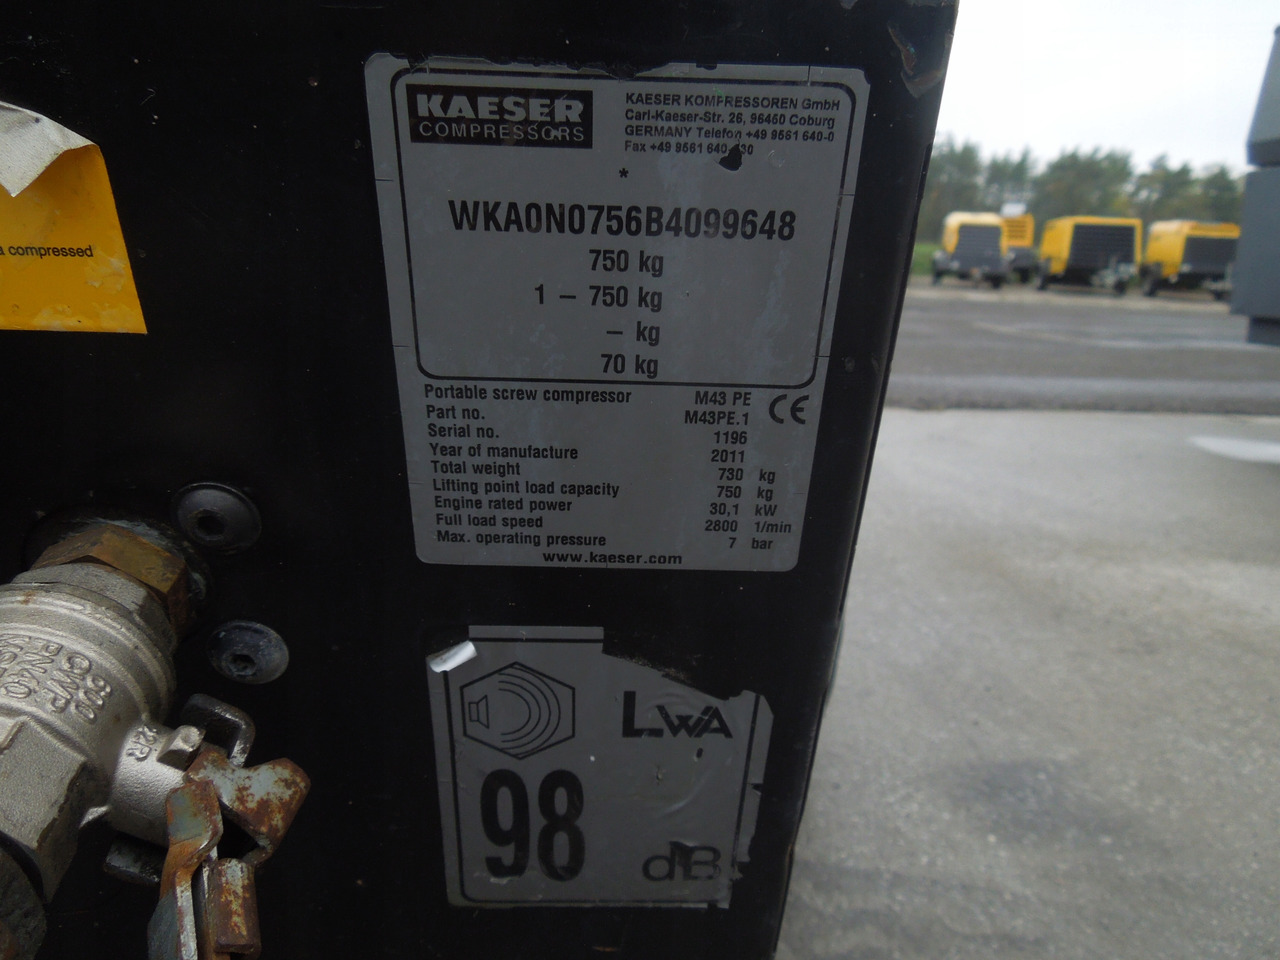 KAESER
COMPRESSORS
KAESER KOMPRESSOREN GmbH
Carl-Kaeser-Str. 26, 96450 Coburg
GERMANY Telefon +49 9561 640-0
Fax +49 9561 640-130
*
WKA0N0756B4099648
750 kg
1 – 750 kg
– kg
70 kg
Portable screw compressor M43 PE CE
Part no. M43PE.1
Serial no. 1196
Year of manufacture 2011
Total weight 730 kg
Lifting point load capacity 750 kg
Engine rated power 30,1 kW
Full load speed 2800 1/min
Max. operating pressure 7 bar
www.kaeser.com
a compressed
LWA
98
dB
600
CWP
PN40